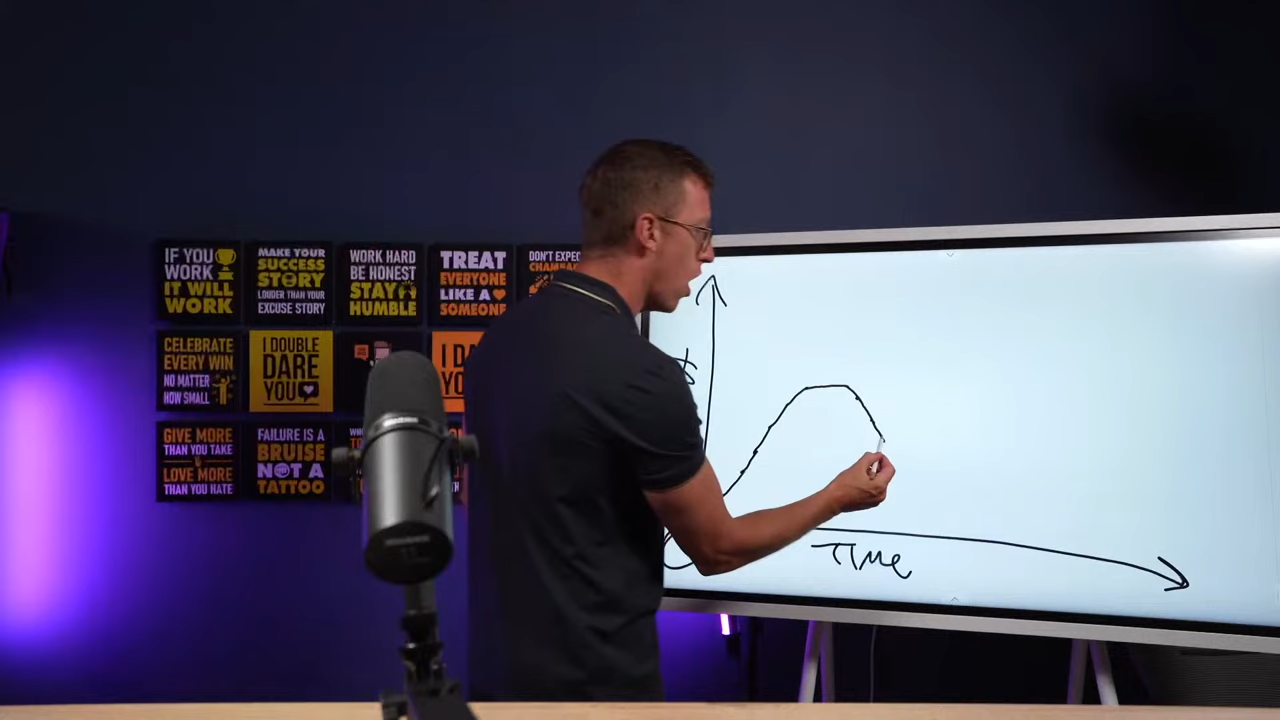 IF YOU
WORK
IT WILL
WORK
MAKE YOUR
SUCCESS
STORY
LOUDER THAN YOUR
EXCUSE STORY
WORK HARD
BE HONEST
STAY
HUMBLE
TREAT
EVERYONE
LIKE A
SOMEONE
DON'T
CELEBRATE
EVERY WIN
NO MATTER
HOW SMALL
I DOUBLE
DARE
YOU
GIVE MORE
THAN YOU TAKE
LOVE MORE
THAN YOU HATE
FAILURE IS A
BRUISE
NOT A
TATTOO
TIME